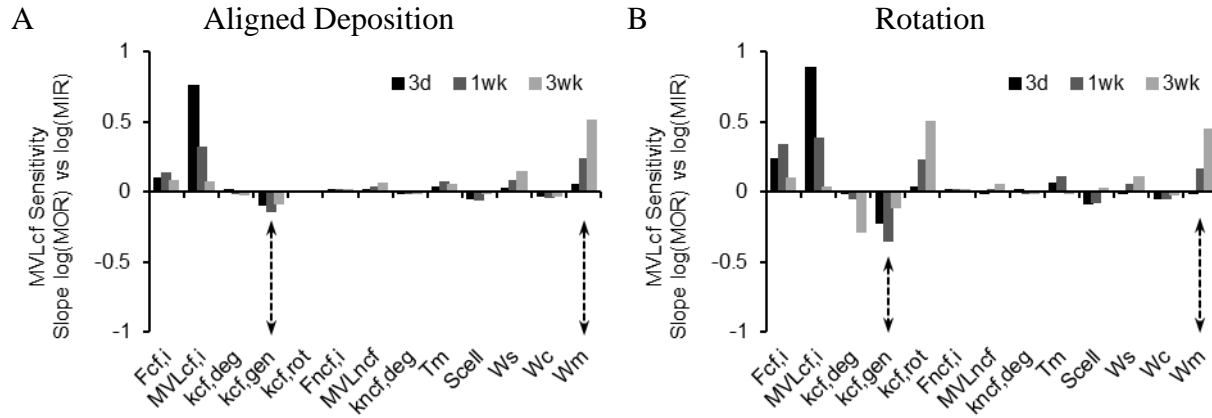 A Aligned Deposition
MVLcf Sensitivity
Slope log(MOR) vs log(MIR)
1
0.5
0
-0.5
-1
3d 1wk 3wk
Fcf,i MVLcf,i kcf,deg kcf,gen kcf,rot Fncf,i MVLncf kncf,deg Tm Scell Ws Wc Wm
B Rotation
MVLcf Sensitivity
Slope log(MOR) vs log(MIR)
1
0.5
0
-0.5
-1
3d 1wk 3wk
Fcf,i MVLcf,i kcf,deg kcf,gen kcf,rot Fncf,i MVLncf kncf,deg Tm Scell Ws Wc Wm